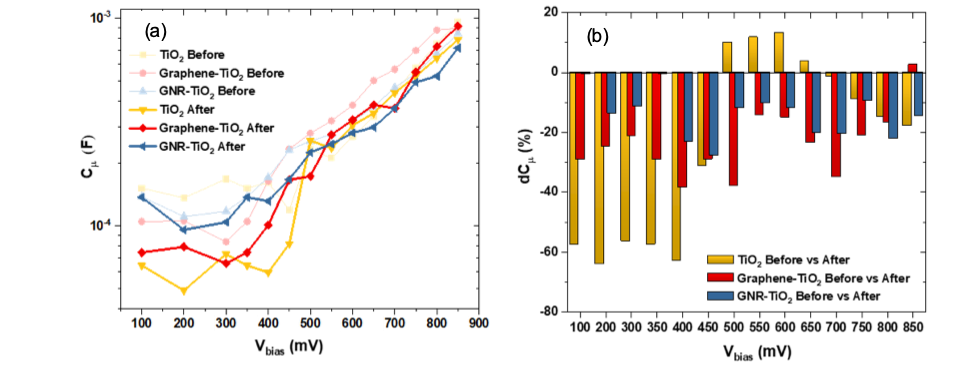 (a)
10⁻³
10⁻⁴
TiO₂ Before
Graphene-TiO₂ Before
GNR-TiO₂ Before
TiO₂ After
Graphene-TiO₂ After
GNR-TiO₂ After
Cμ (F)
100 200 300 400 500 600 700 800 900
Vbias (mV)
(b)
20
0
-20
-40
-60
-80
dCμ (%)
TiO₂ Before vs After
Graphene-TiO₂ Before vs After
GNR-TiO₂ Before vs After
100 200 300 350 400 450 500 550 600 650 700 750 800 850
Vbias (mV)